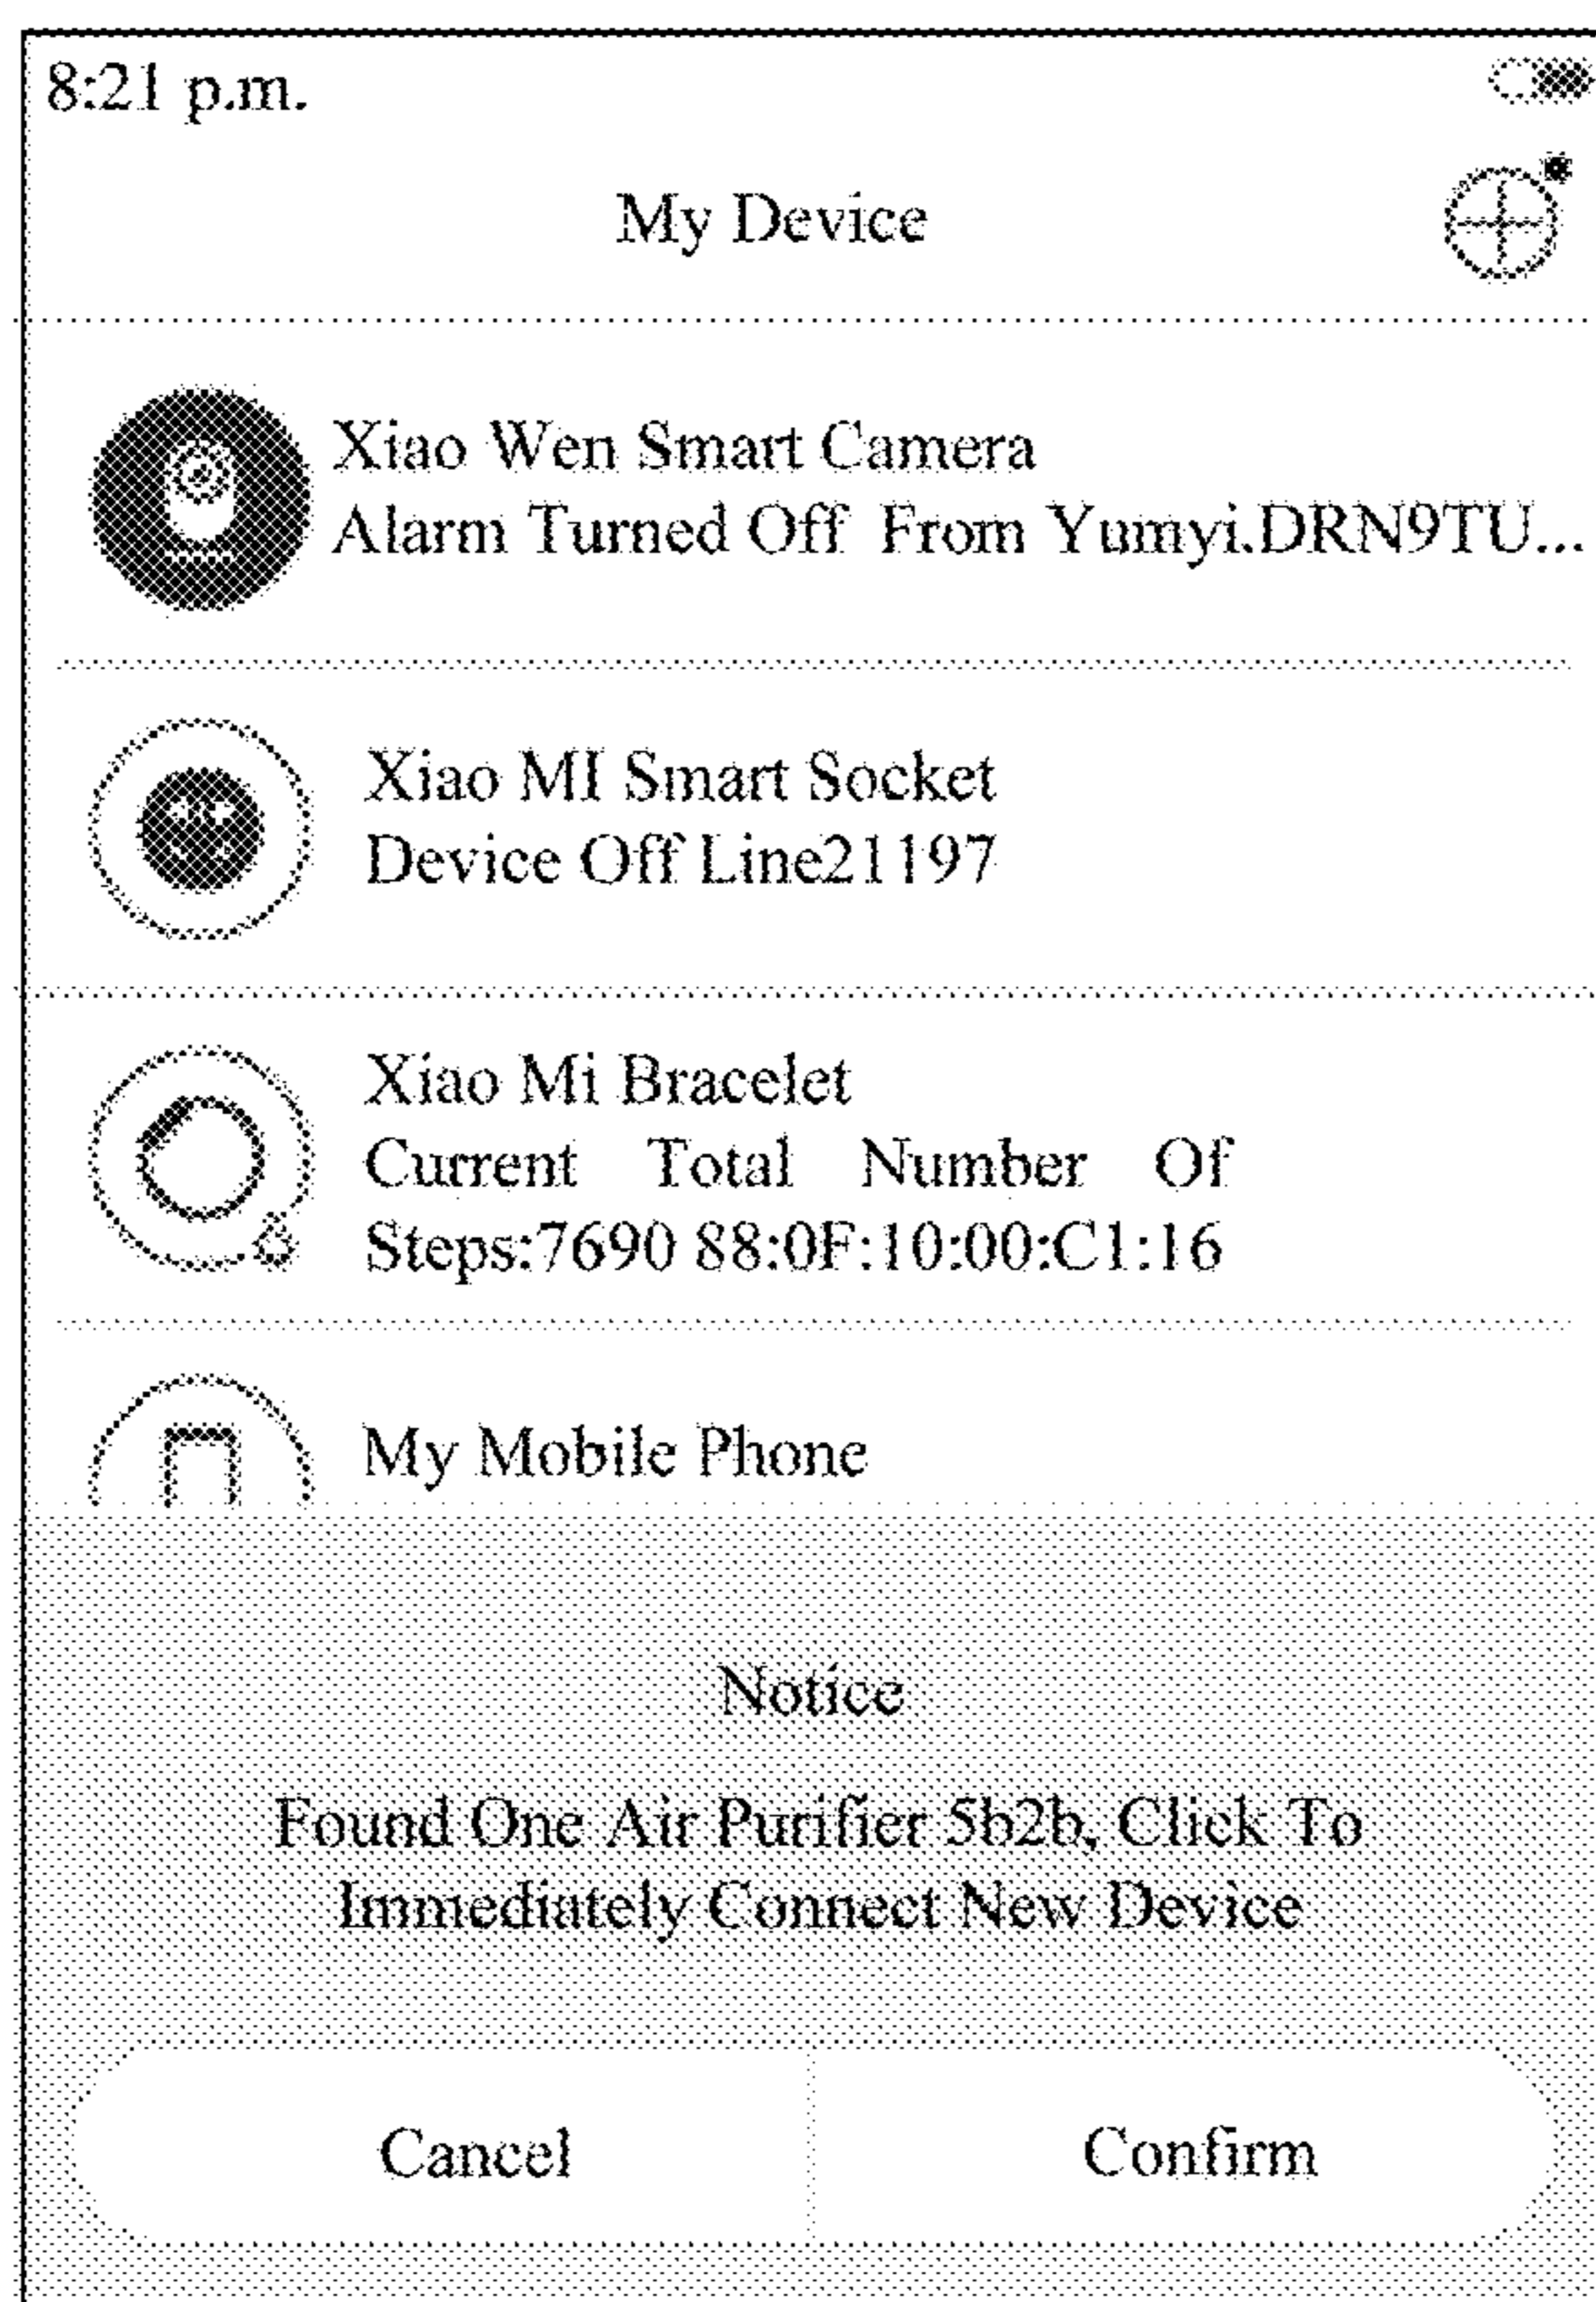 8:21 p.m.
My Device
Xiao Wen Smart Camera
Alarm Turned Off From Yumyi.DRN9TU...
Xiao MI Smart Socket
Device Off Line21197
Xiao Mi Bracelet
Current Total Number Of
Steps:7690 88:0F:10:00:C1:16
My Mobile Phone
Notice
Found One Air Purifier 5b2b, Click To
Immediately Connect New Device
Cancel
Confirm